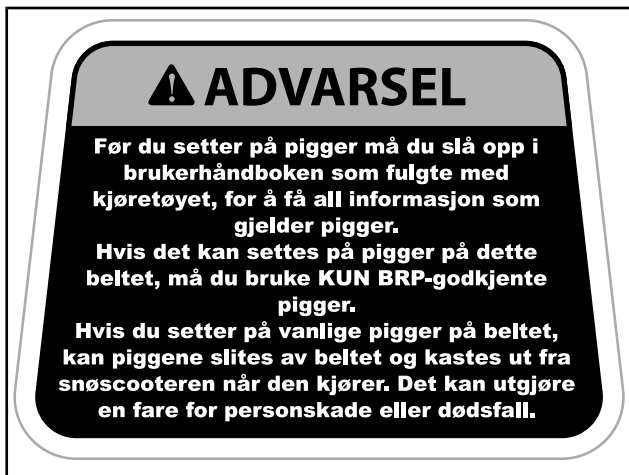 ADVARSEL
Før du setter på pigger må du slå opp i
brukerhåndboken som fulgte med
kjøretøyet, for å få all informasjon som
gjelder pigger.
Hvis det kan settes på pigger på dette
beltet, må du bruke KUN BRP-godkjente
pigger.
Hvis du setter på vanlige pigger på beltet,
kan piggene slites av beltet og kastes ut fra
snøscooteren når den kjører. Det kan utgjøre
en fare for personskade eller dødsfall.